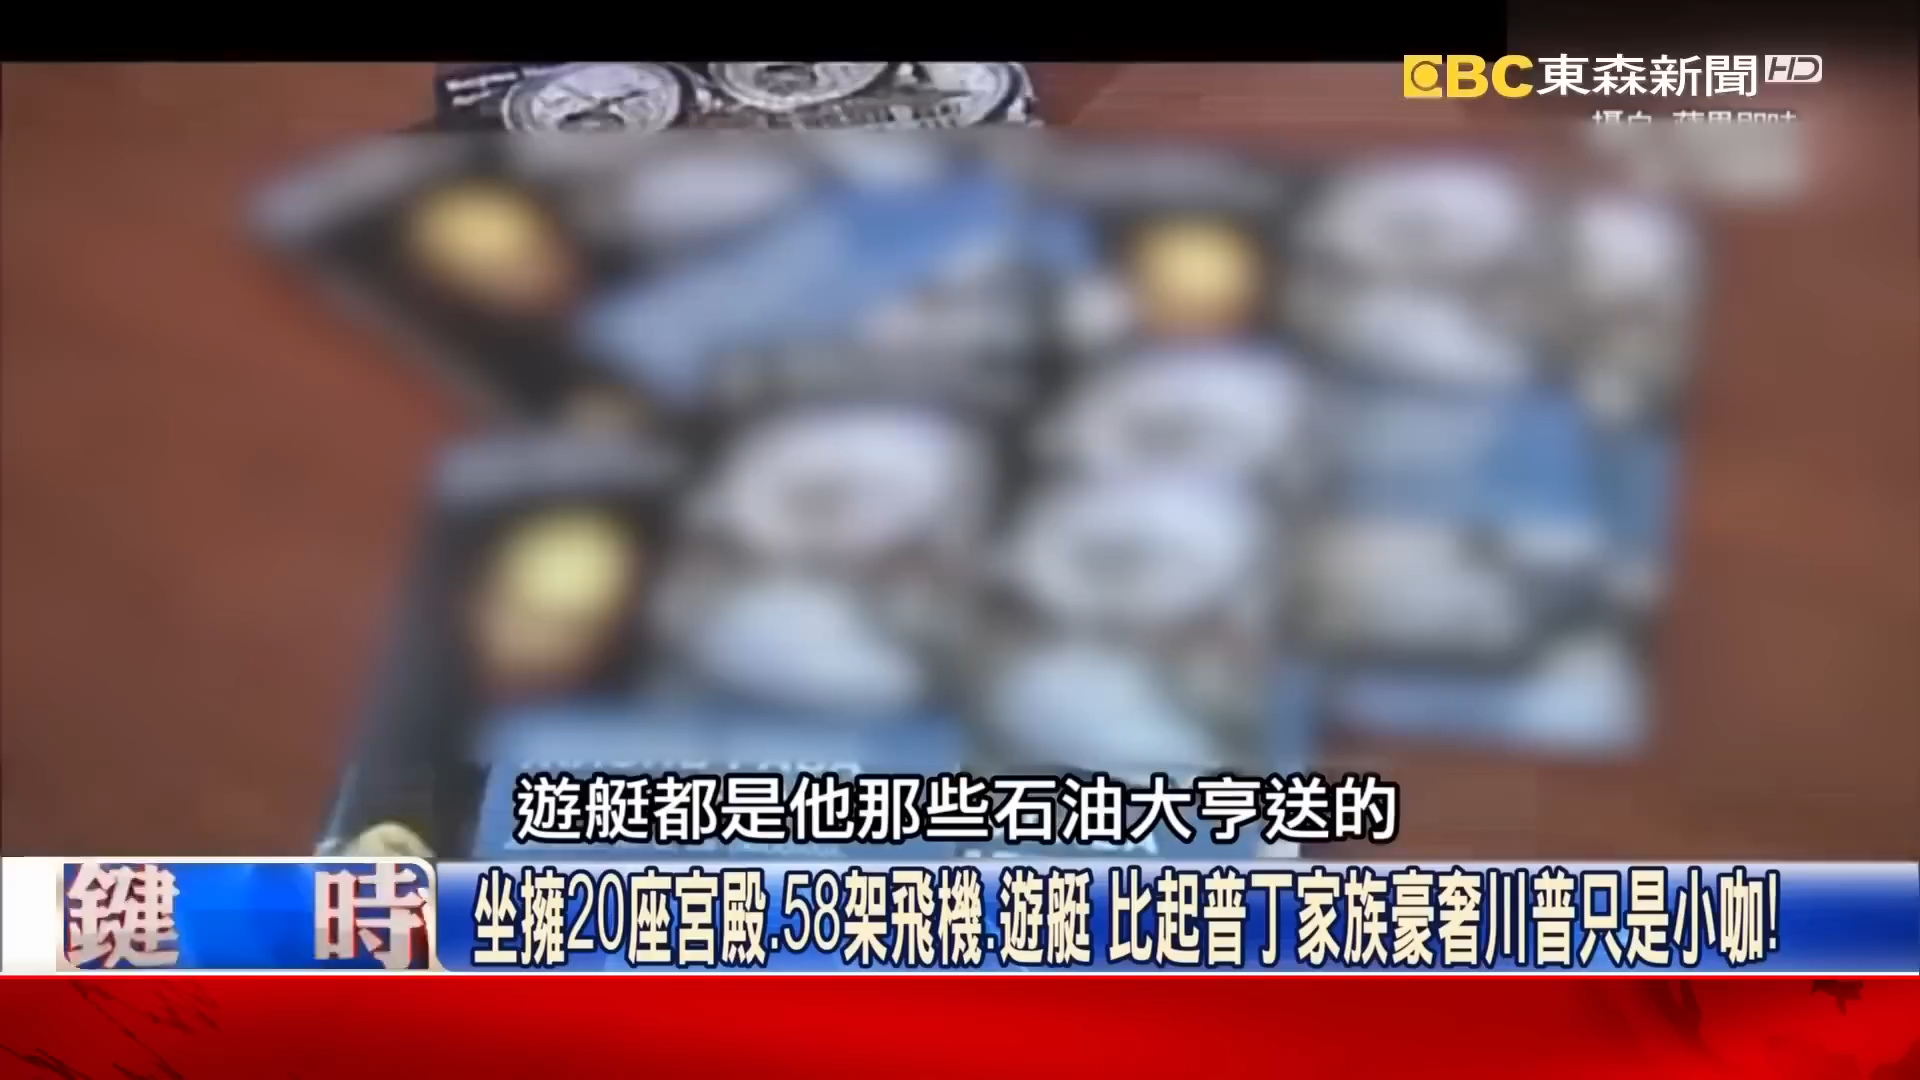 EBC東森新聞HD
遊艇都是他那些石油大亨送的
鍵 時
坐擁20座宮殿.58架飛機.遊艇 比起普丁家族豪奢川普只是小咖!